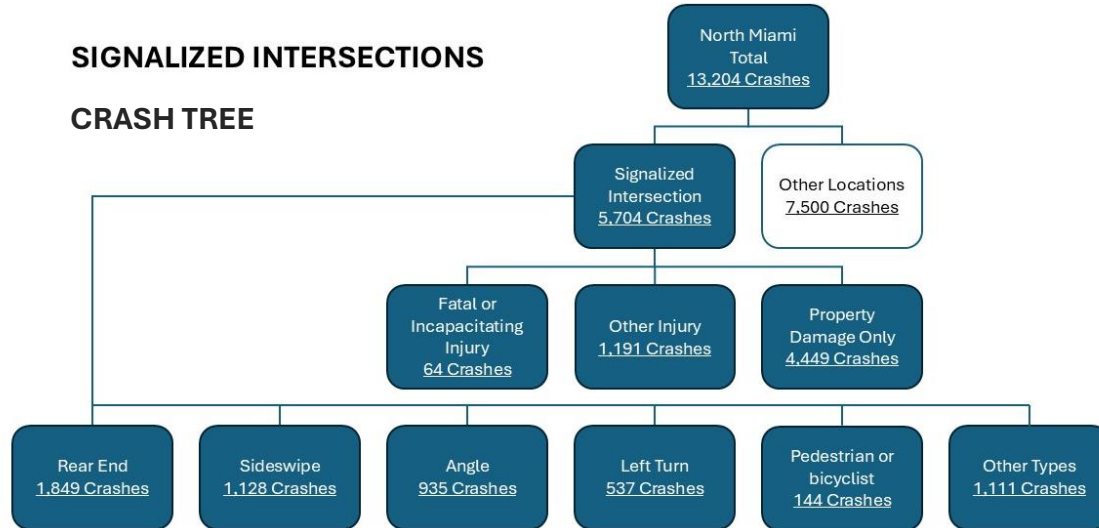 SIGNALIZED INTERSECTIONS
CRASH TREE
North Miami
Total
13,204 Crashes
Signalized
Intersection
5,704 Crashes
Other Locations
7,500 Crashes
Fatal or
Incapacitating
Injury
64 Crashes
Other Injury
1,191 Crashes
Property
Damage Only
4,449 Crashes
Rear End
1,849 Crashes
Sideswipe
1,128 Crashes
Angle
935 Crashes
Left Turn
537 Crashes
Pedestrian or
bicyclist
144 Crashes
Other Types
1,111 Crashes